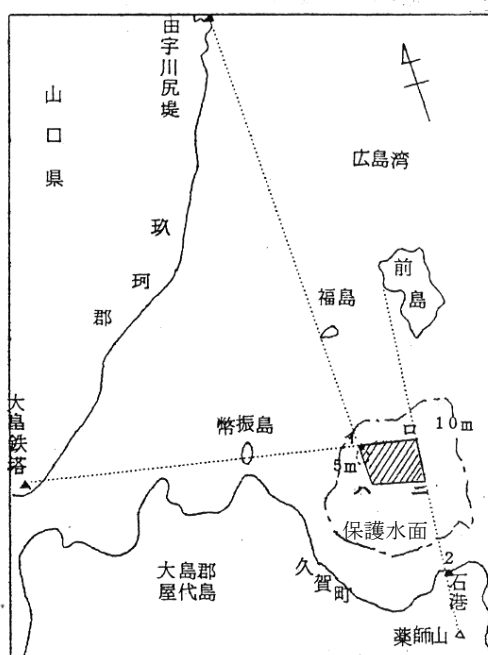 由宇川尻堤
山口県
広島湾
玖珂郡
前島
福島
大畠鉄塔
幣振島
イ
ロ
10m
5m
ハ
ニ
保護水面
大島郡
屋代島
久賀町
2
石港
薬師山